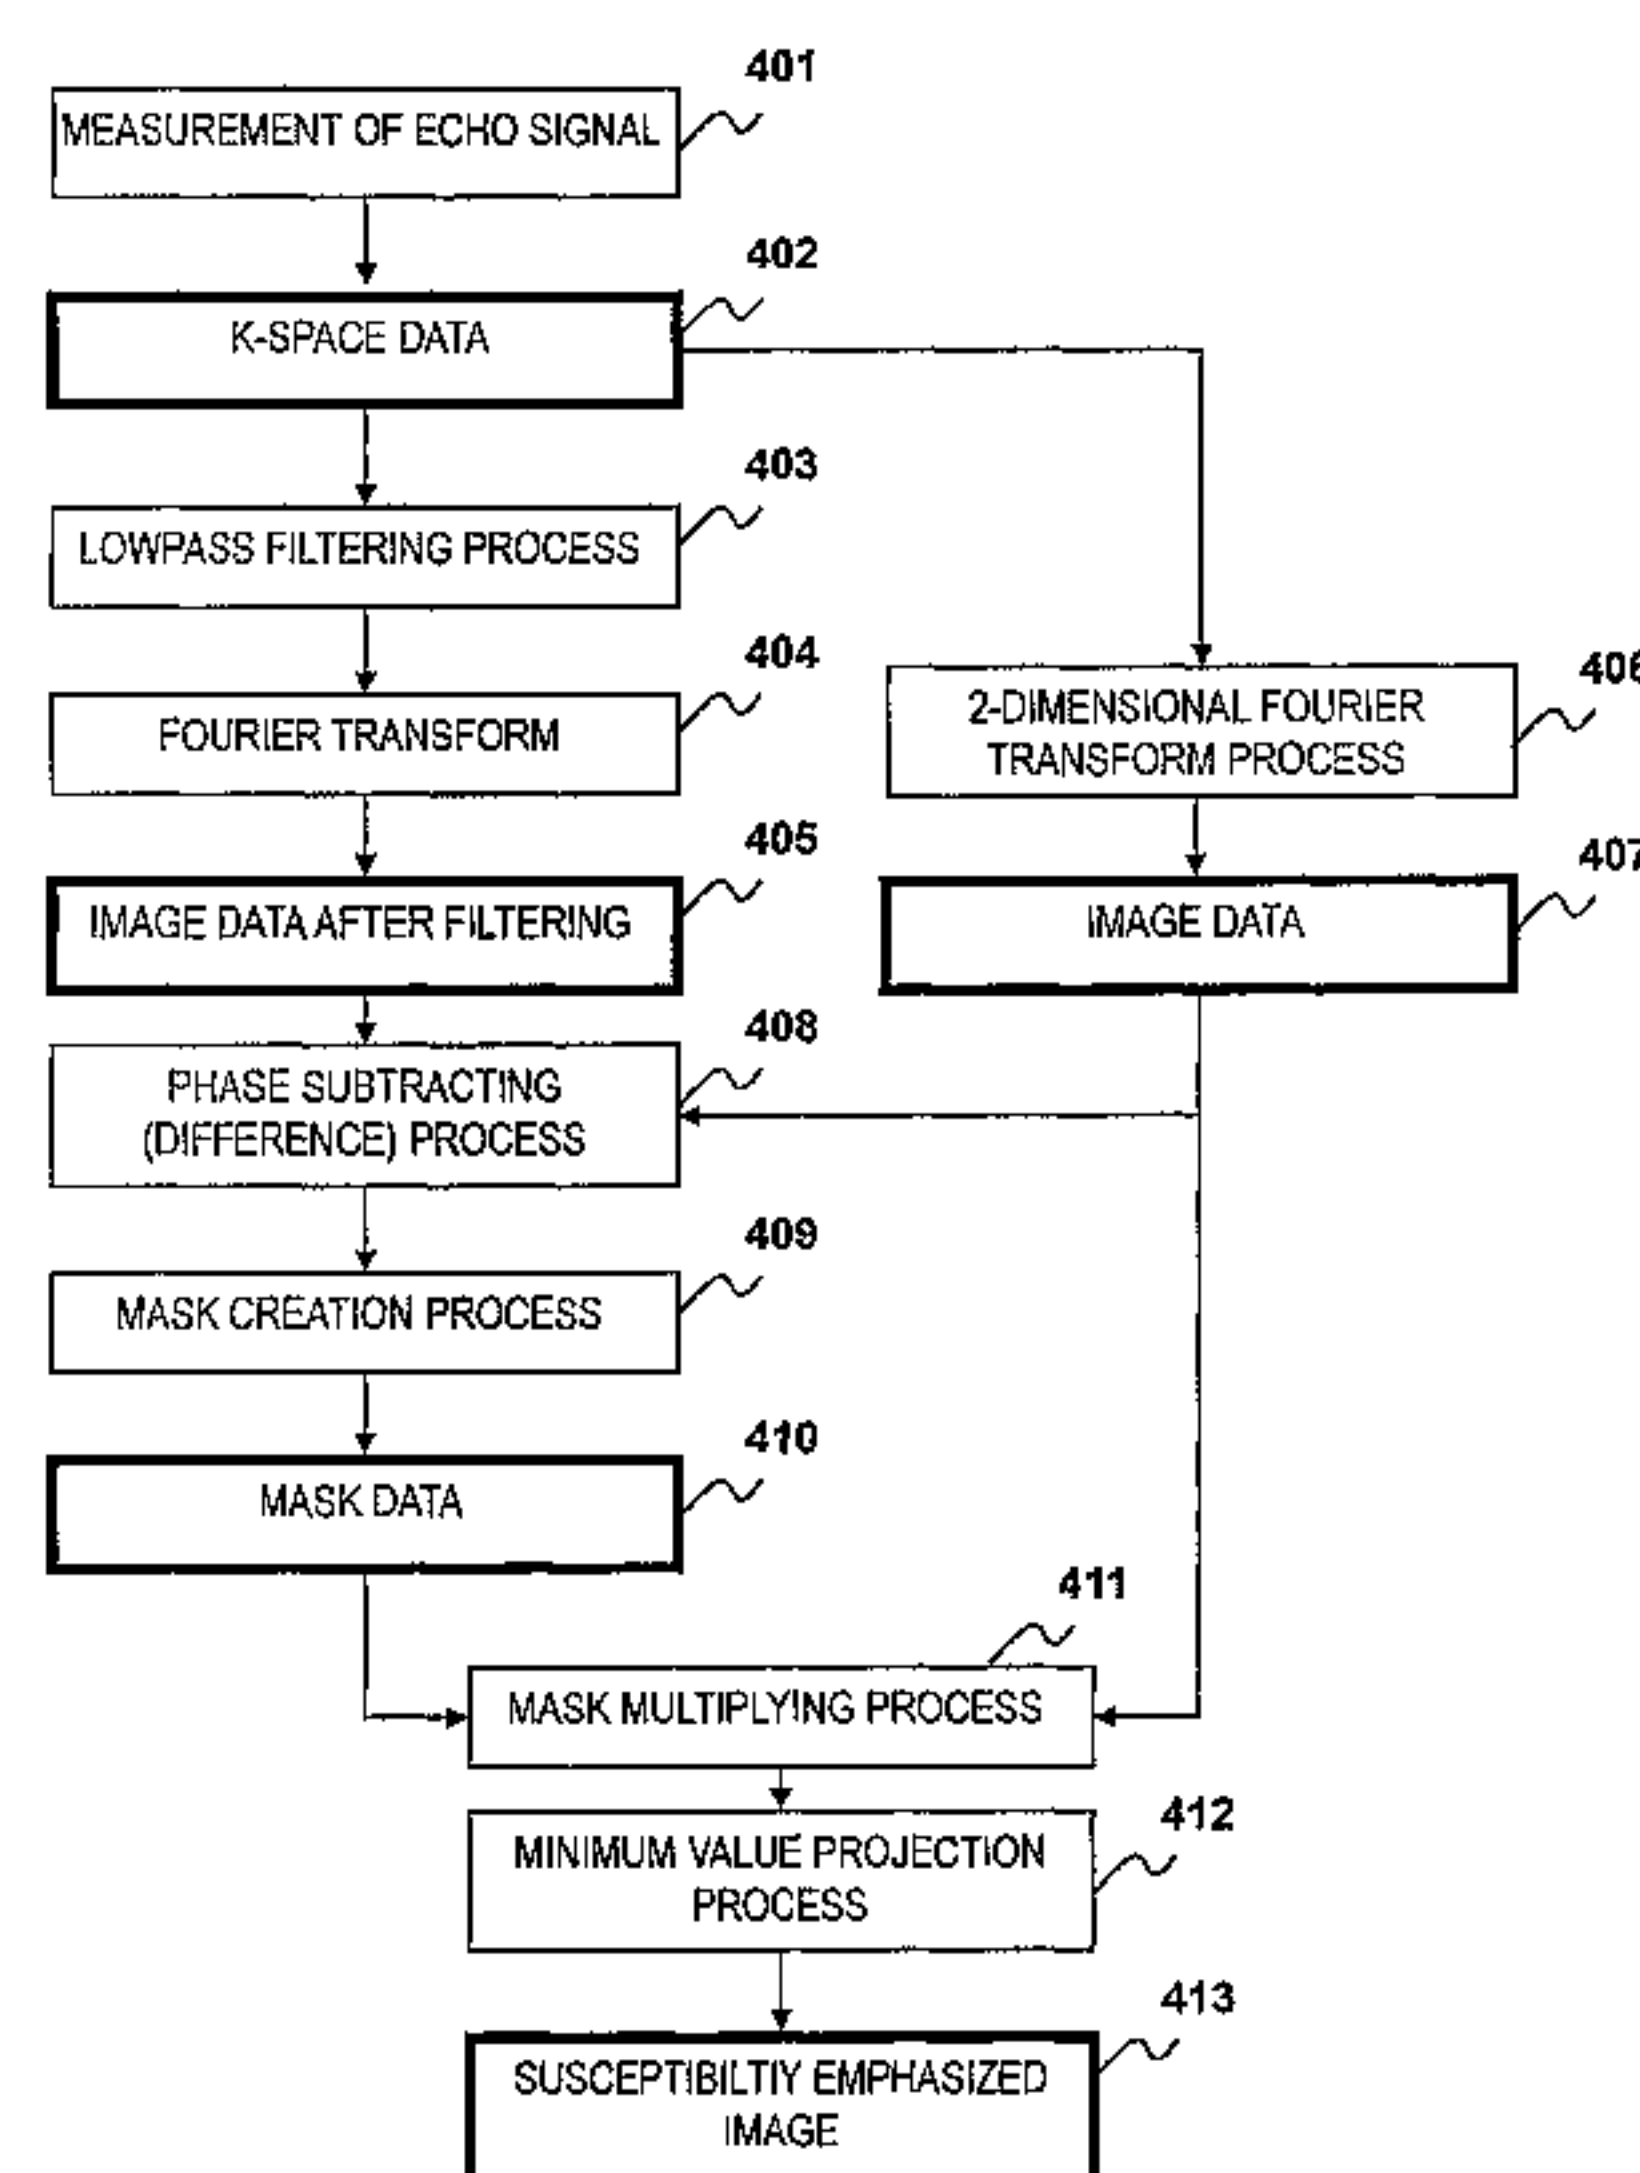 401
MEASUREMENT OF ECHO SIGNAL
402
K-SPACE DATA
403
LOWPASS FILTERING PROCESS
404
FOURIER TRANSFORM
406
2-DIMENSIONAL FOURIER
TRANSFORM PROCESS
405
IMAGE DATA AFTER FILTERING
407
IMAGE DATA
408
PHASE SUBTRACTING
(DIFFERENCE) PROCESS
409
MASK CREATION PROCESS
410
MASK DATA
411
MASK MULTIPLYING PROCESS
412
MINIMUM VALUE PROJECTION
PROCESS
413
SUSCEPTIBILTIY EMPHASIZED
IMAGE